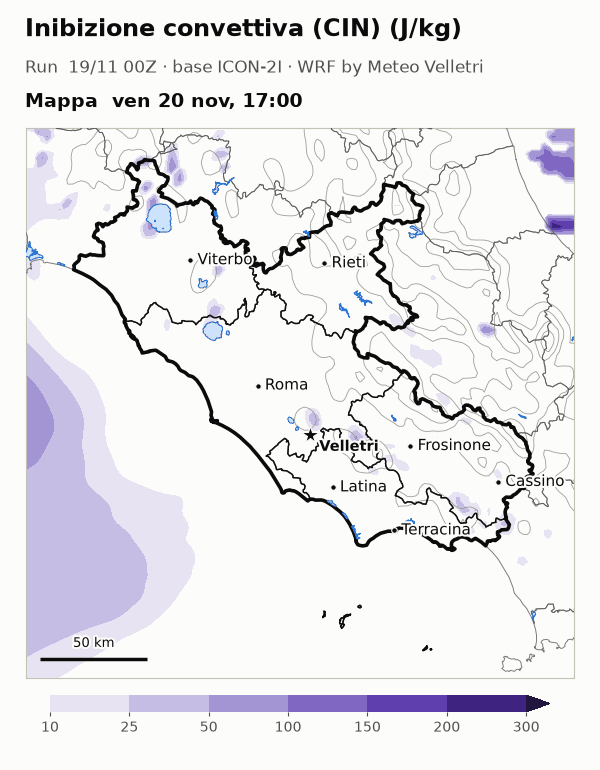 Inibizione convettiva (CIN) (J/kg)
Run  19/11 00Z · base ICON-2I · WRF by Meteo Velletri
Mappa  ven 20 nov, 17:00
Viterbo
Rieti
Roma
Velletri
Frosinone
Cassino
Latina
Terracina
50 km
10 25 50 100 150 200 300